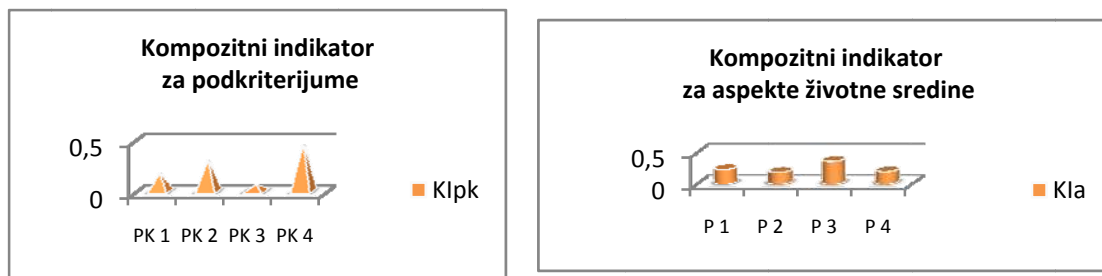 Kompozitni indikator
za podkriterijume
0,5
0
PK 1 PK 2 PK 3 PK 4
KIpk
Kompozitni indikator
za aspekte životne sredine
0,5
0
P 1 P 2 P 3 P 4
KIa